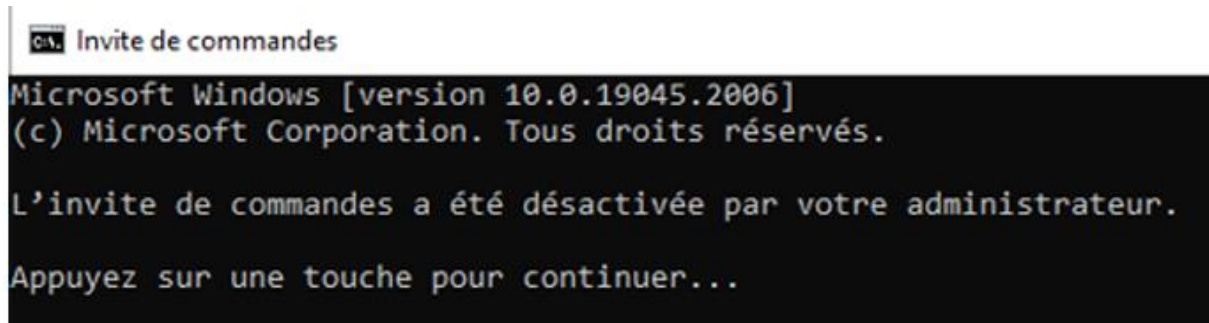 Invite de commandes
Microsoft Windows [version 10.0.19045.2006]
(c) Microsoft Corporation. Tous droits réservés.
L’invite de commandes a été désactivée par votre administrateur.
Appuyez sur une touche pour continuer...